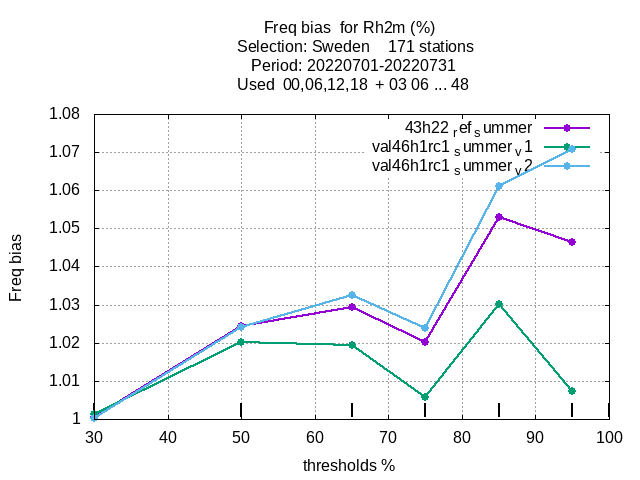 Freq bias  for Rh2m (%)
Selection: Sweden    171 stations
Period: 20220701-20220731
Used  00,06,12,18  + 03 06 ... 48
43h22 ref summer
val46h1rc1 summer v1
val46h1rc1 summer v2
1.08
1.07
1.06
1.05
1.04
1.03
1.02
1.01
1
Freq bias
30 40 50 60 70 80 90 100
thresholds %